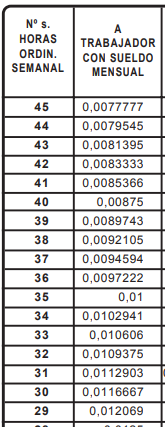 Nº s.
HORAS
ORDIN.
SEMANAL
A
TRABAJADOR
CON SUELDO
MENSUAL
45 0,0077777
44 0,0079545
43 0,0081395
42 0,0083333
41 0,0085366
40 0,00875
39 0,0089743
38 0,0092105
37 0,0094594
36 0,0097222
35 0,01
34 0,0102941
33 0,010606
32 0,0109375
31 0,0112903
30 0,0116667
29 0,012069